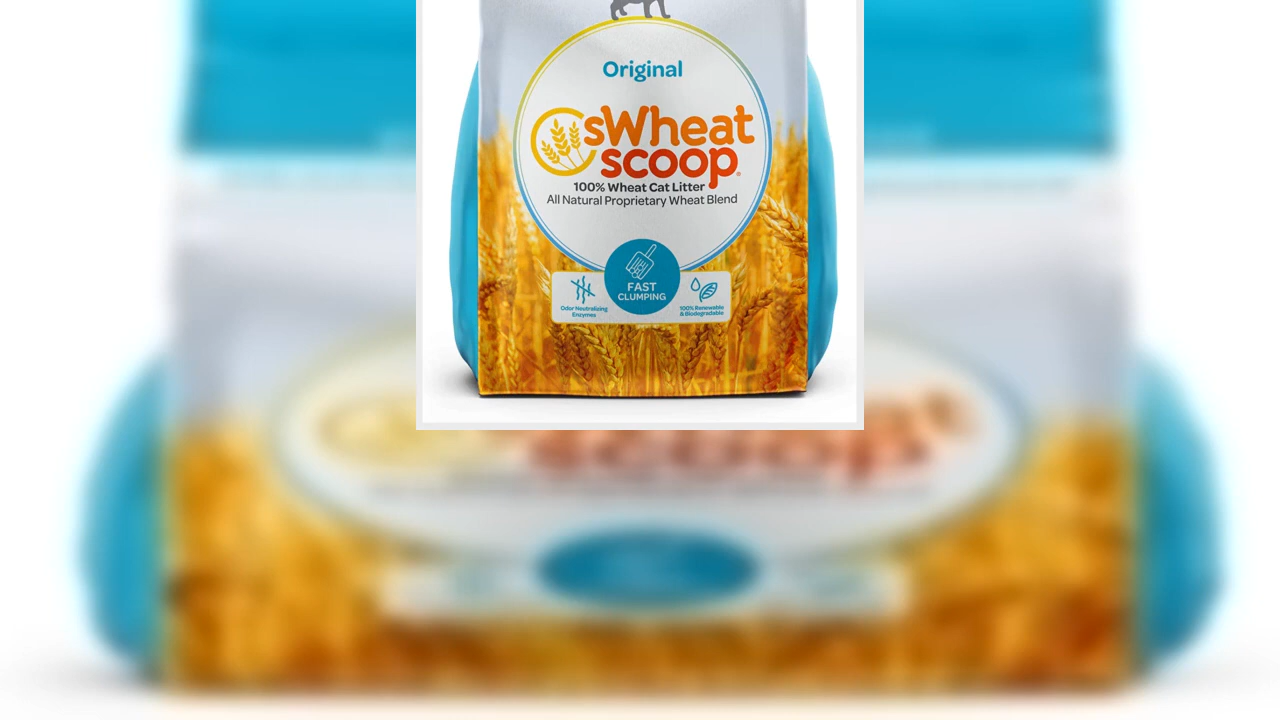 Original
sWheat
scoop®
100% Wheat Cat Litter
All Natural Proprietary Wheat Blend
FAST
CLUMPING
Odor Neutralizing
Enzymes
100% Renewable
& Biodegradable